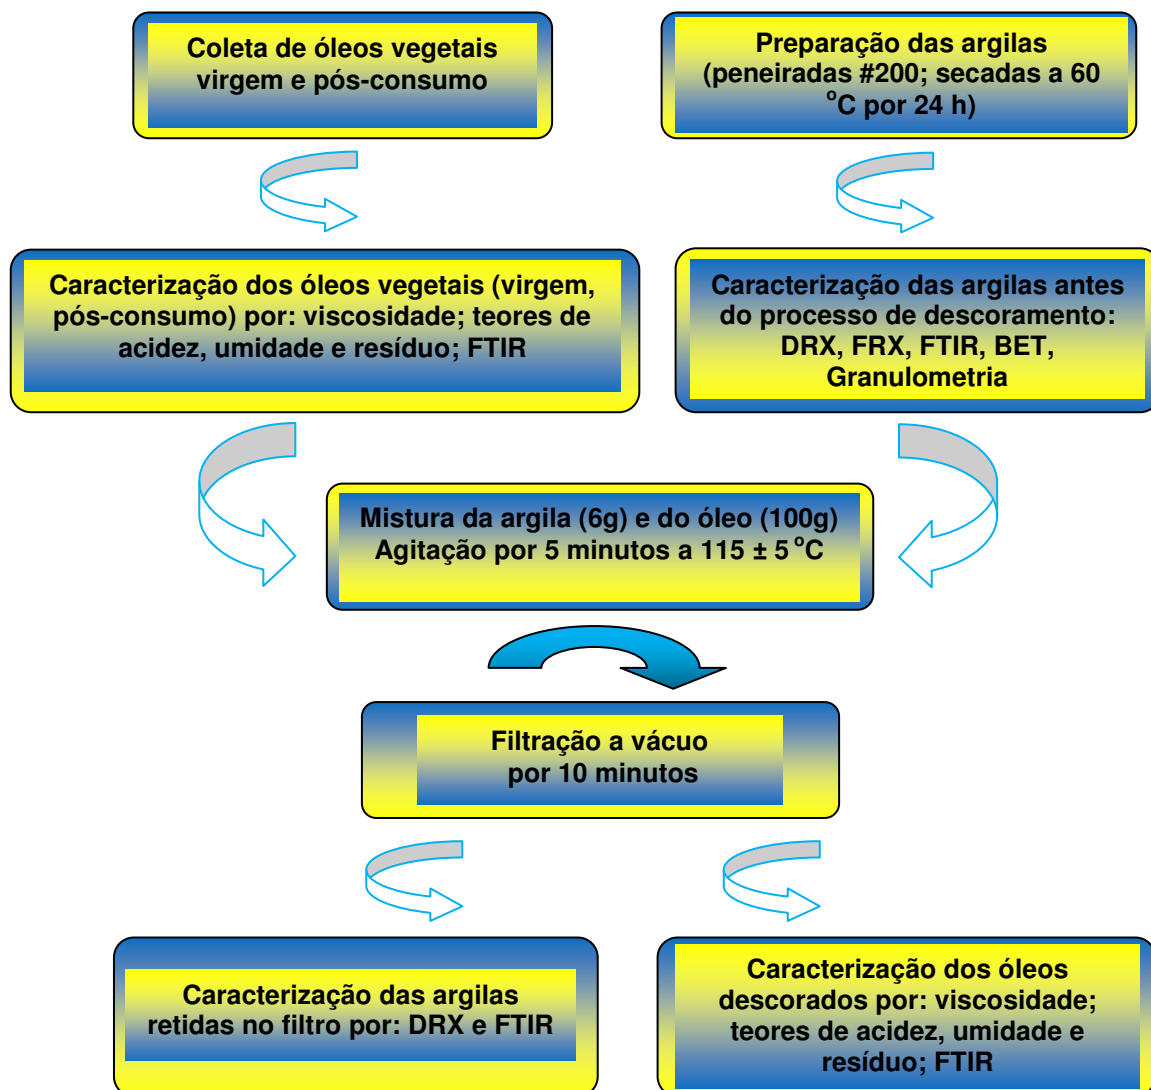 Coleta de óleos vegetais
virgem e pós-consumo
Preparação das argilas
(peneiradas #200; secadas a 60
°C por 24 h)
Caracterização dos óleos vegetais (virgem,
pós-consumo) por: viscosidade; teores de
acidez, umidade e resíduo; FTIR
Caracterização das argilas antes
do processo de descoramento:
DRX, FRX, FTIR, BET,
Granulometria
Mistura da argila (6g) e do óleo (100g)
Agitação por 5 minutos a 115 ± 5 °C
Filtração a vácuo
por 10 minutos
Caracterização das argilas
retidas no filtro por: DRX e FTIR
Caracterização dos óleos
descorados por: viscosidade;
teores de acidez, umidade e
resíduo; FTIR